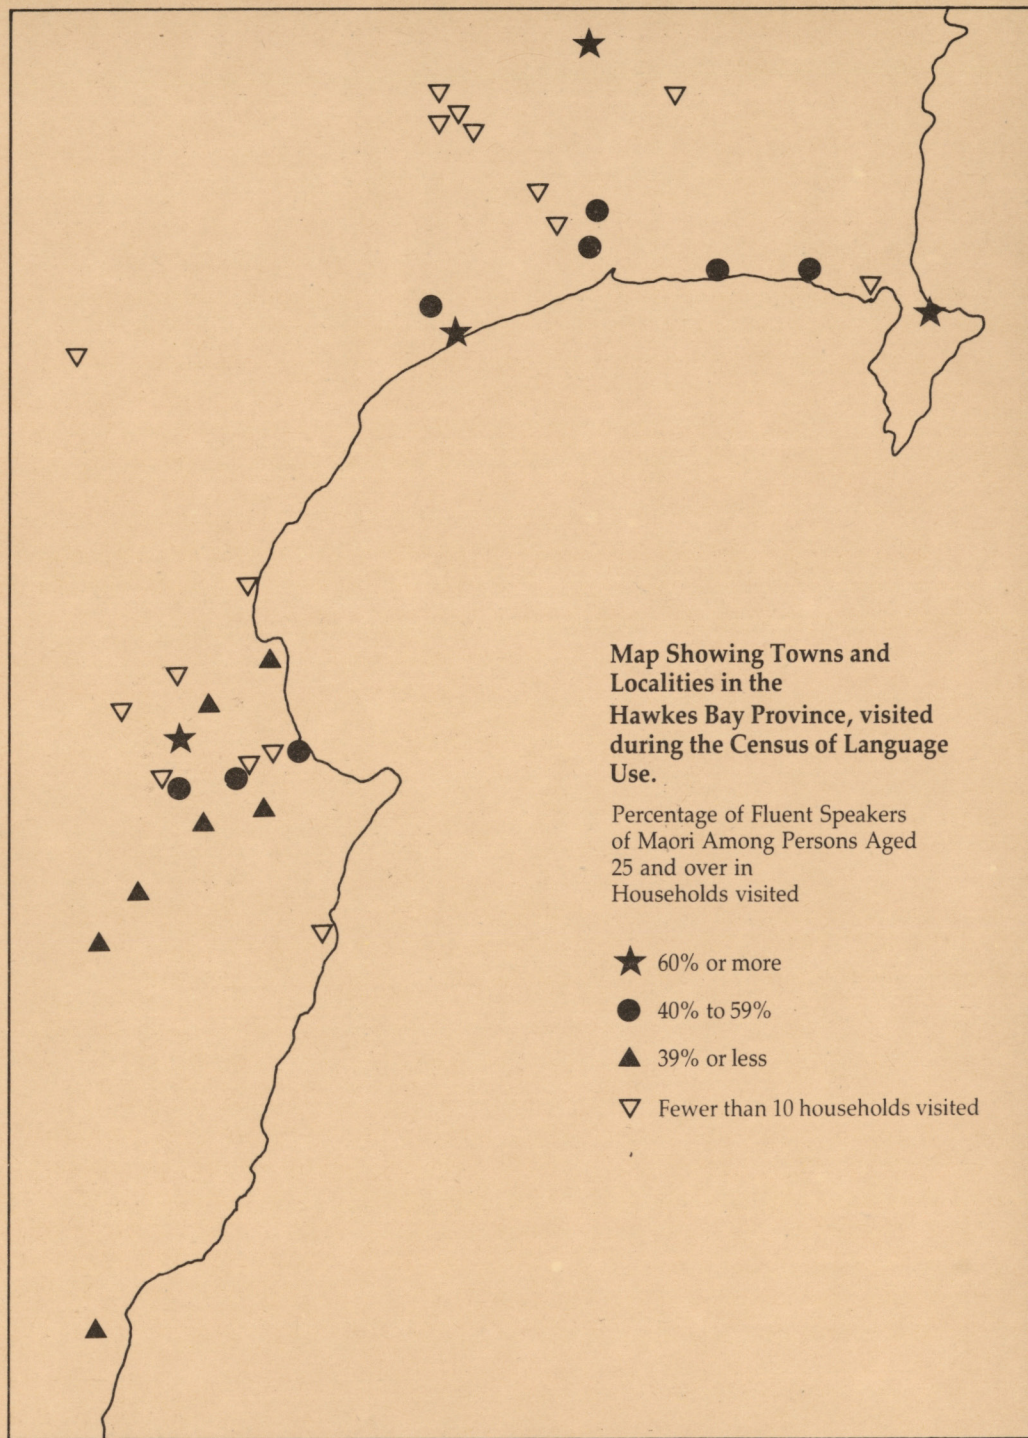 Map Showing Towns and
Localities in the
Hawkes Bay Province, visited
during the Census of Language
Use.
Percentage of Fluent Speakers
of Maori Among Persons Aged
25 and over in
Households visited
60% or more
40% to 59%
39% or less
Fewer than 10 households visited